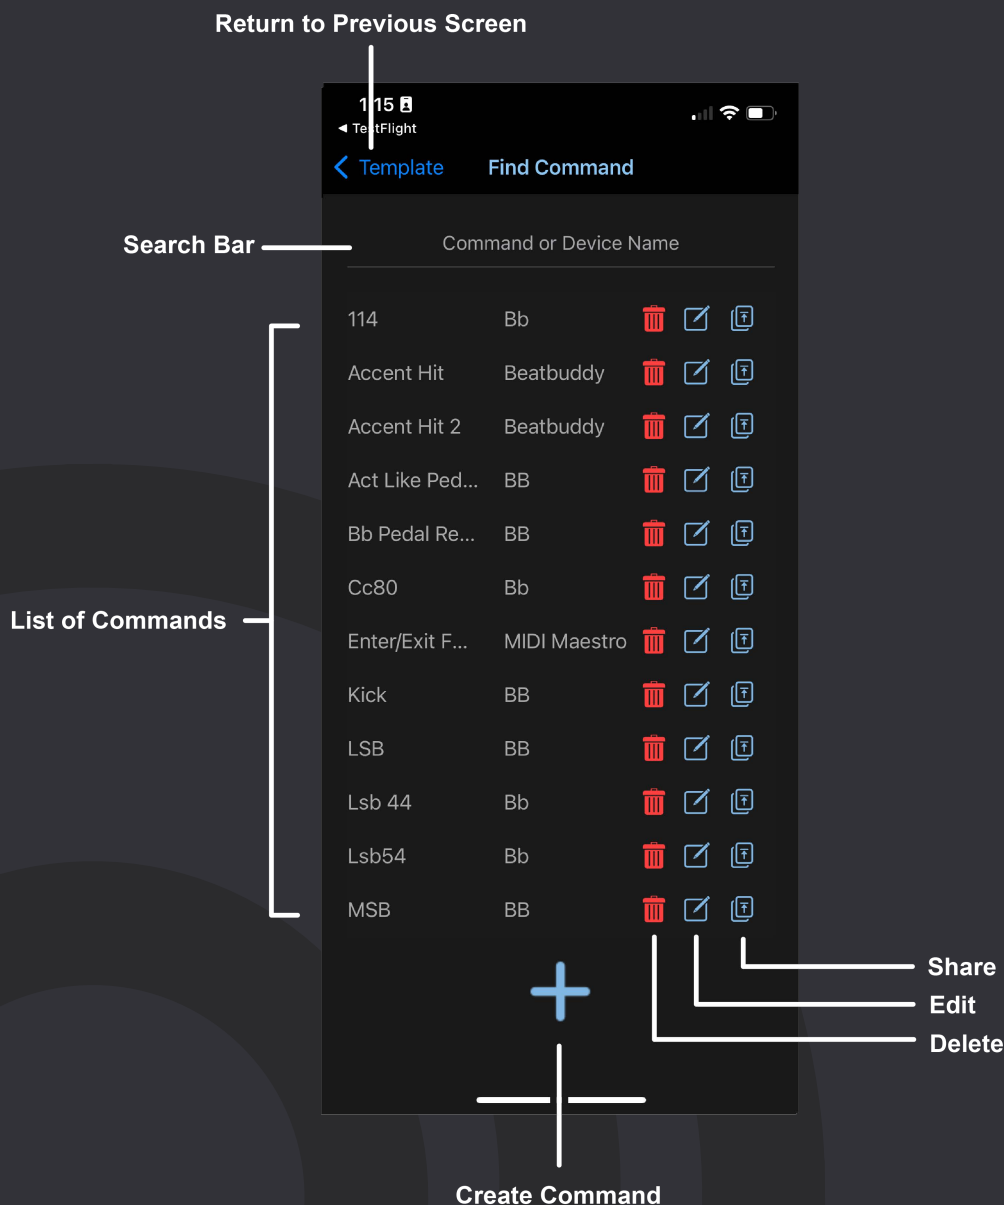 Return to Previous Screen
1:15
◀ TestFlight
Template Find Command
Search Bar Command or Device Name
114 Bb
Accent Hit Beatbuddy
Accent Hit 2 Beatbuddy
Act Like Ped... BB
Bb Pedal Re... BB
Cc80 Bb
List of Commands
Enter/Exit F... MIDI Maestro
Kick BB
LSB BB
Lsb 44 Bb
Lsb54 Bb
MSB BB
Share
Edit
Delete
Create Command